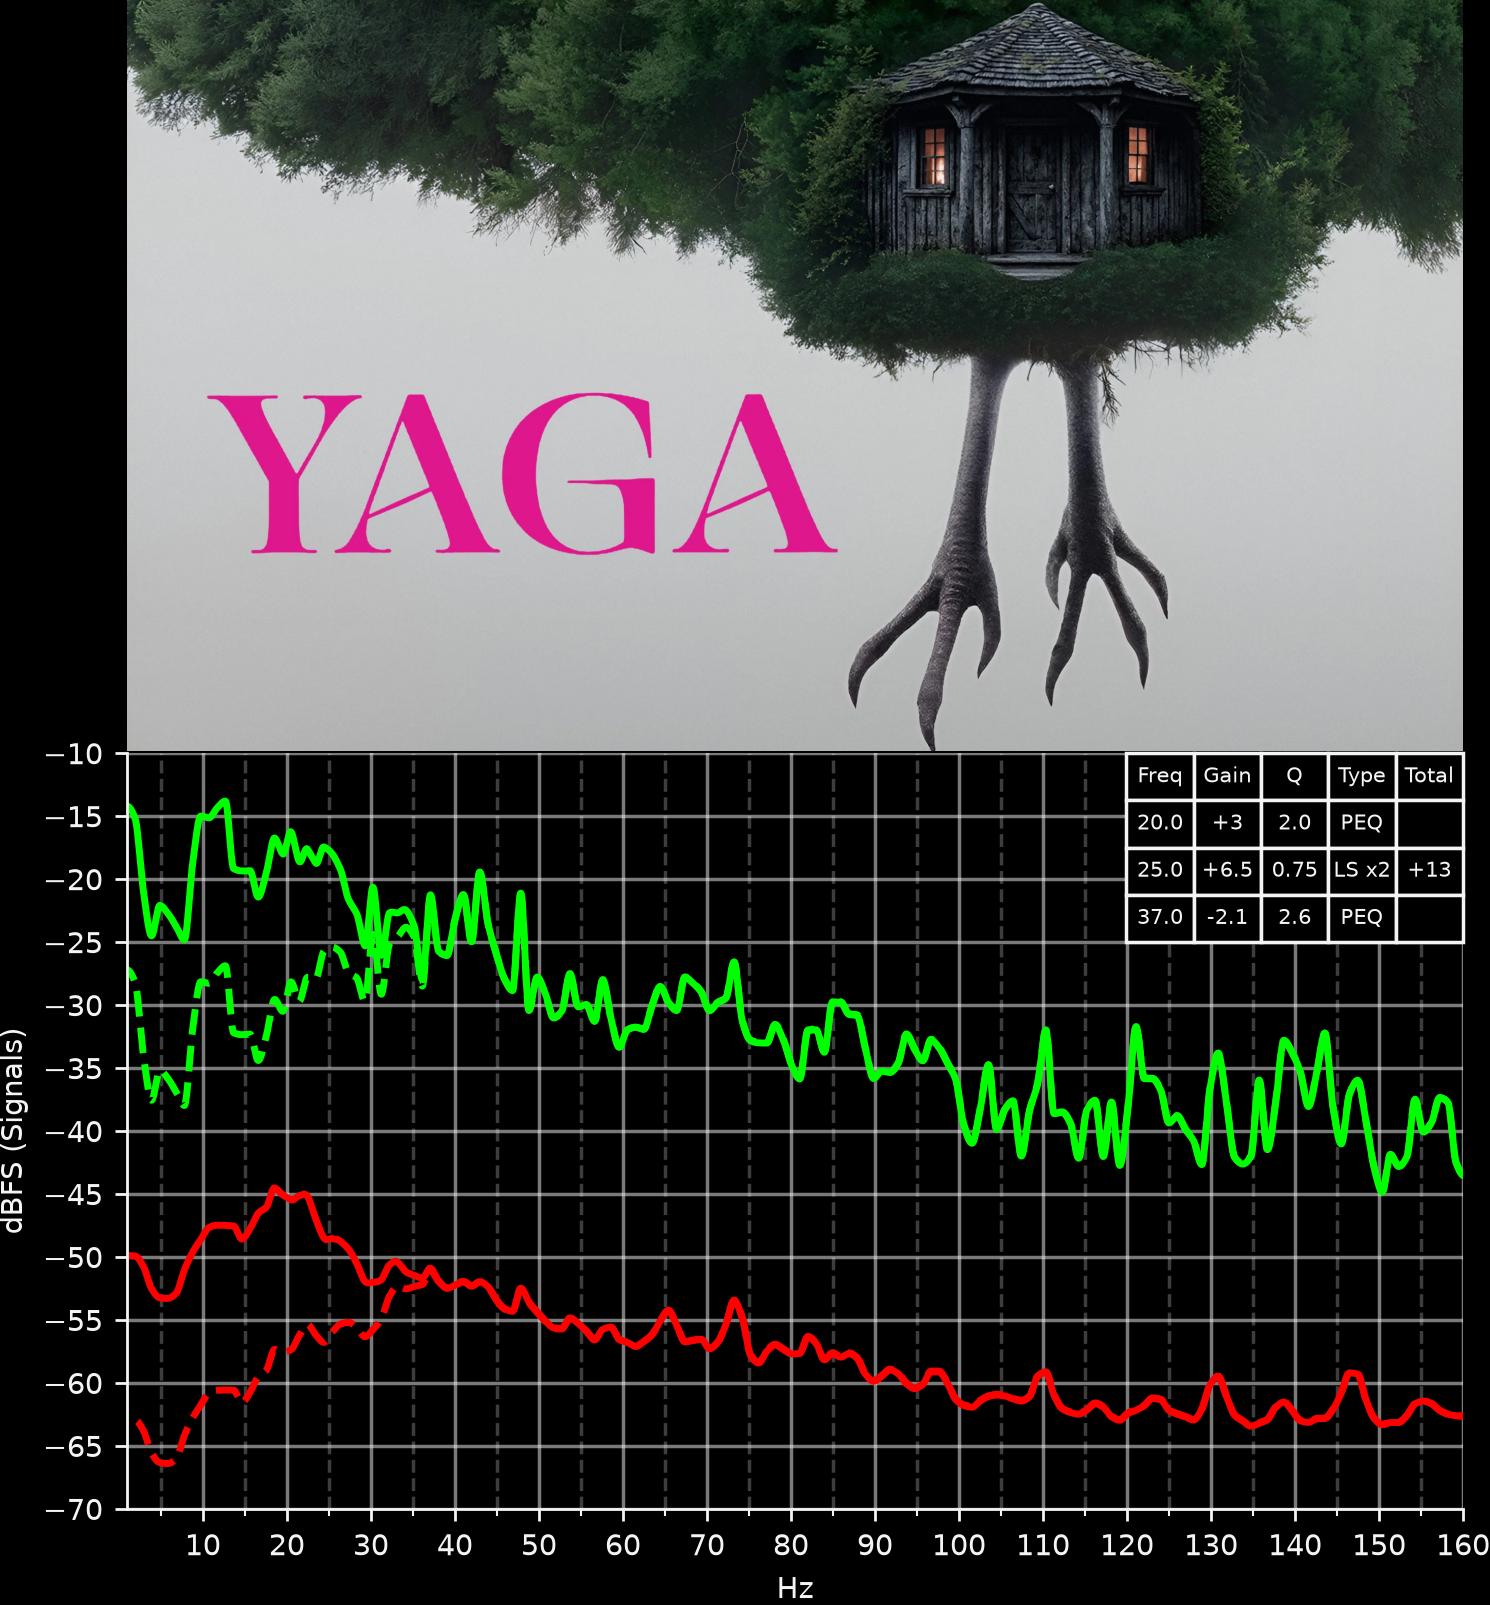 YAGA
Freq Gain Q Type Total
20.0 +3 2.0 PEQ
25.0 +6.5 0.75 LS x2 +13
37.0 -2.1 2.6 PEQ
−10
−15
−20
−25
−30
−35
−40
−45
−50
−55
−60
−65
−70
dBFS (Signals)
10 20 30 40 50 60 70 80 90 100 110 120 130 140 150 160
Hz